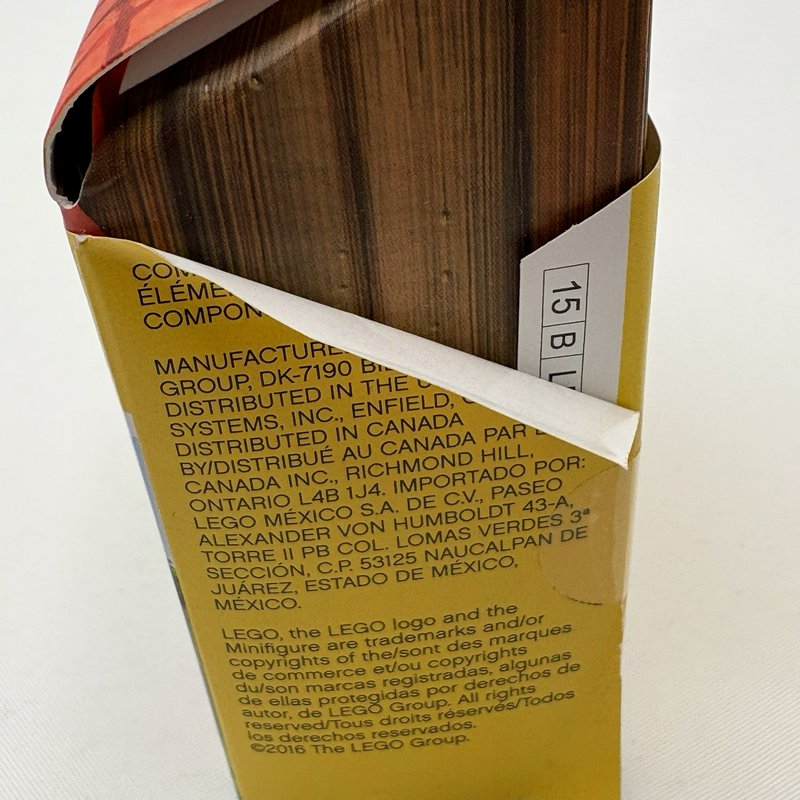 ÉLÉME
COMPON
MANUFACTURE
GROUP, DK-7190
DISTRIBUTED IN THE
SYSTEMS, INC., ENFIELD,
DISTRIBUTED IN CANADA
BY/DISTRIBUÉ AU CANADA PAR
CANADA INC., RICHMOND HILL,
ONTARIO L4B 1J4. IMPORTADO POR:
LEGO MÉXICO S.A. DE C.V., PASEO
ALEXANDER VON HUMBOLDT 43-A,
TORRE II PB COL. LOMAS VERDES 3ª
SECCIÓN, C.P. 53125 NAUCALPAN DE
JUÁREZ, ESTADO DE MÉXICO,
MÉXICO.
LEGO, the LEGO logo and the
Minifigure are trademarks and/or
copyrights of the/sont des marques
de commerce et/ou copyrights
du/son marcas registradas, algunas
de ellas protegidas por derechos de
autor, de LEGO Group. All rights
reserved/Tous droits réservés/Todos
los derechos reservados.
©2016 The LEGO Group.
15 B